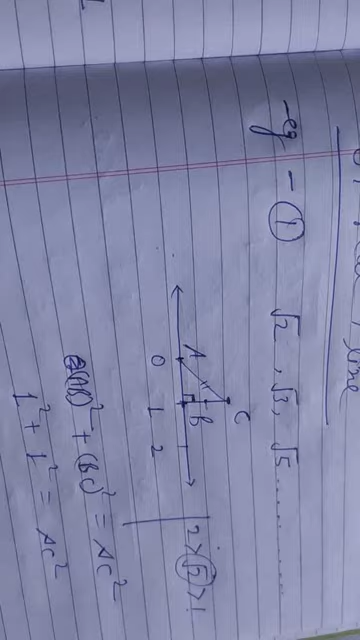 line
eg - ① √2, √3, √5...........
C
A B
0 1 2
2 > √2 > 1
(AB)² + (BC)² = AC²
1² + 1² = AC²